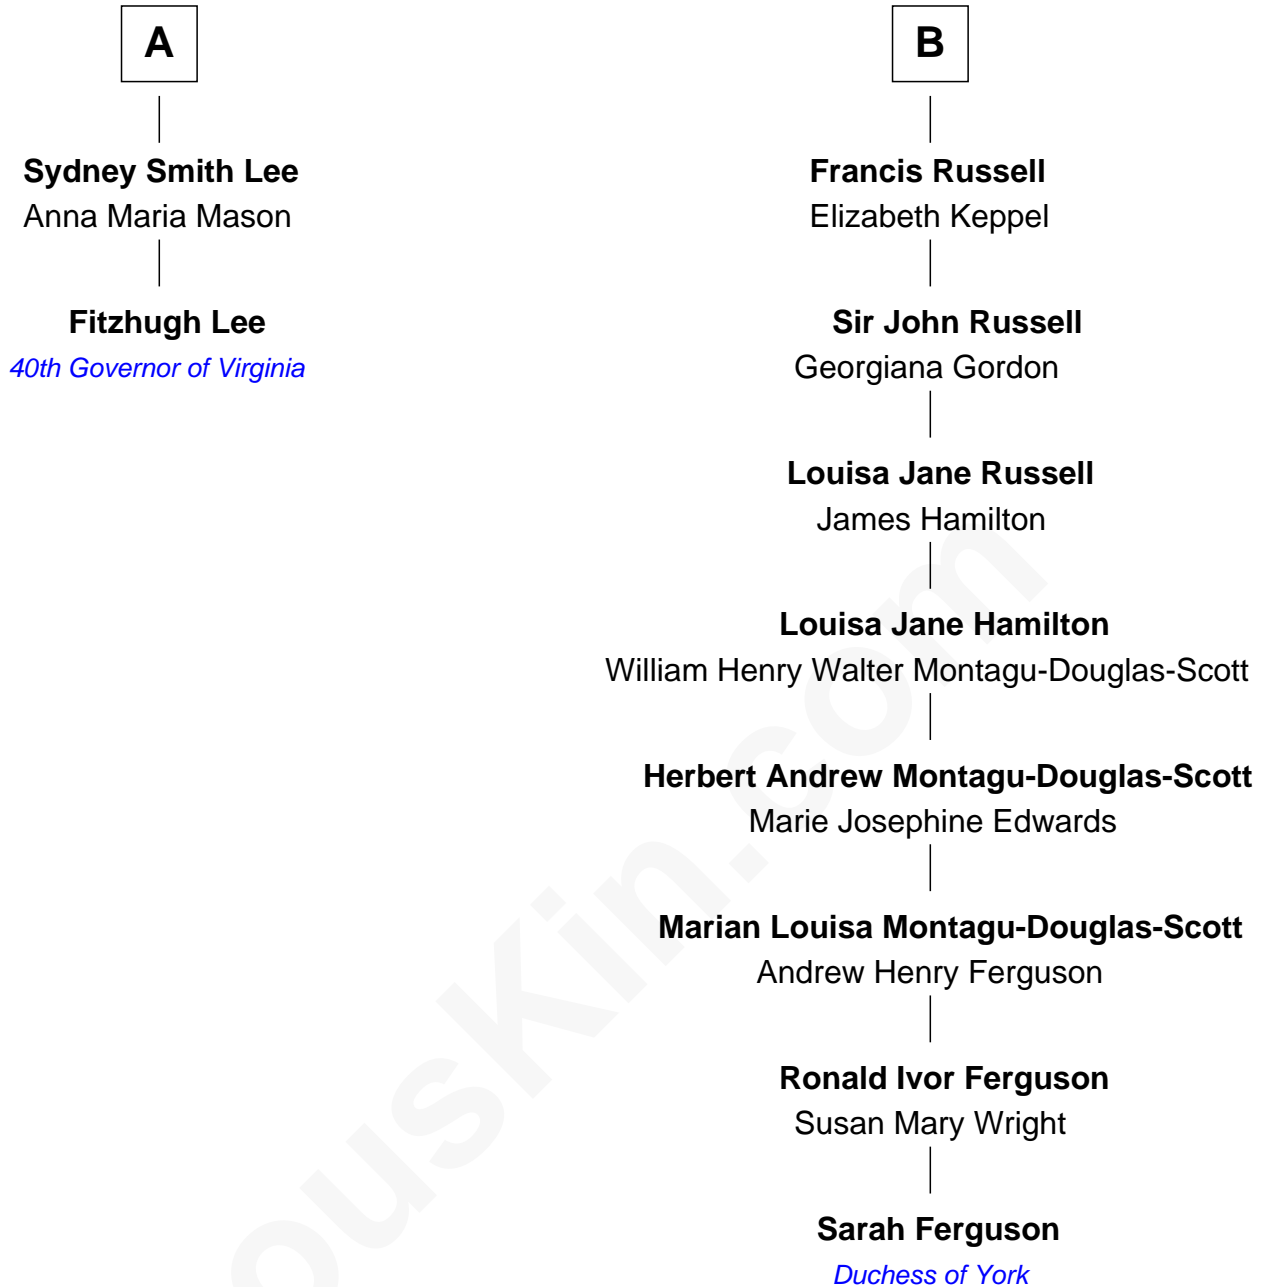 A
Sydney Smith Lee
Anna Maria Mason
Fitzhugh Lee
40th Governor of Virginia
B
Francis Russell
Elizabeth Keppel
Sir John Russell
Georgiana Gordon
Louisa Jane Russell
James Hamilton
Louisa Jane Hamilton
William Henry Walter Montagu-Douglas-Scott
Herbert Andrew Montagu-Douglas-Scott
Marie Josephine Edwards
Marian Louisa Montagu-Douglas-Scott
Andrew Henry Ferguson
Ronald Ivor Ferguson
Susan Mary Wright
Sarah Ferguson
Duchess of York
ousKin.com